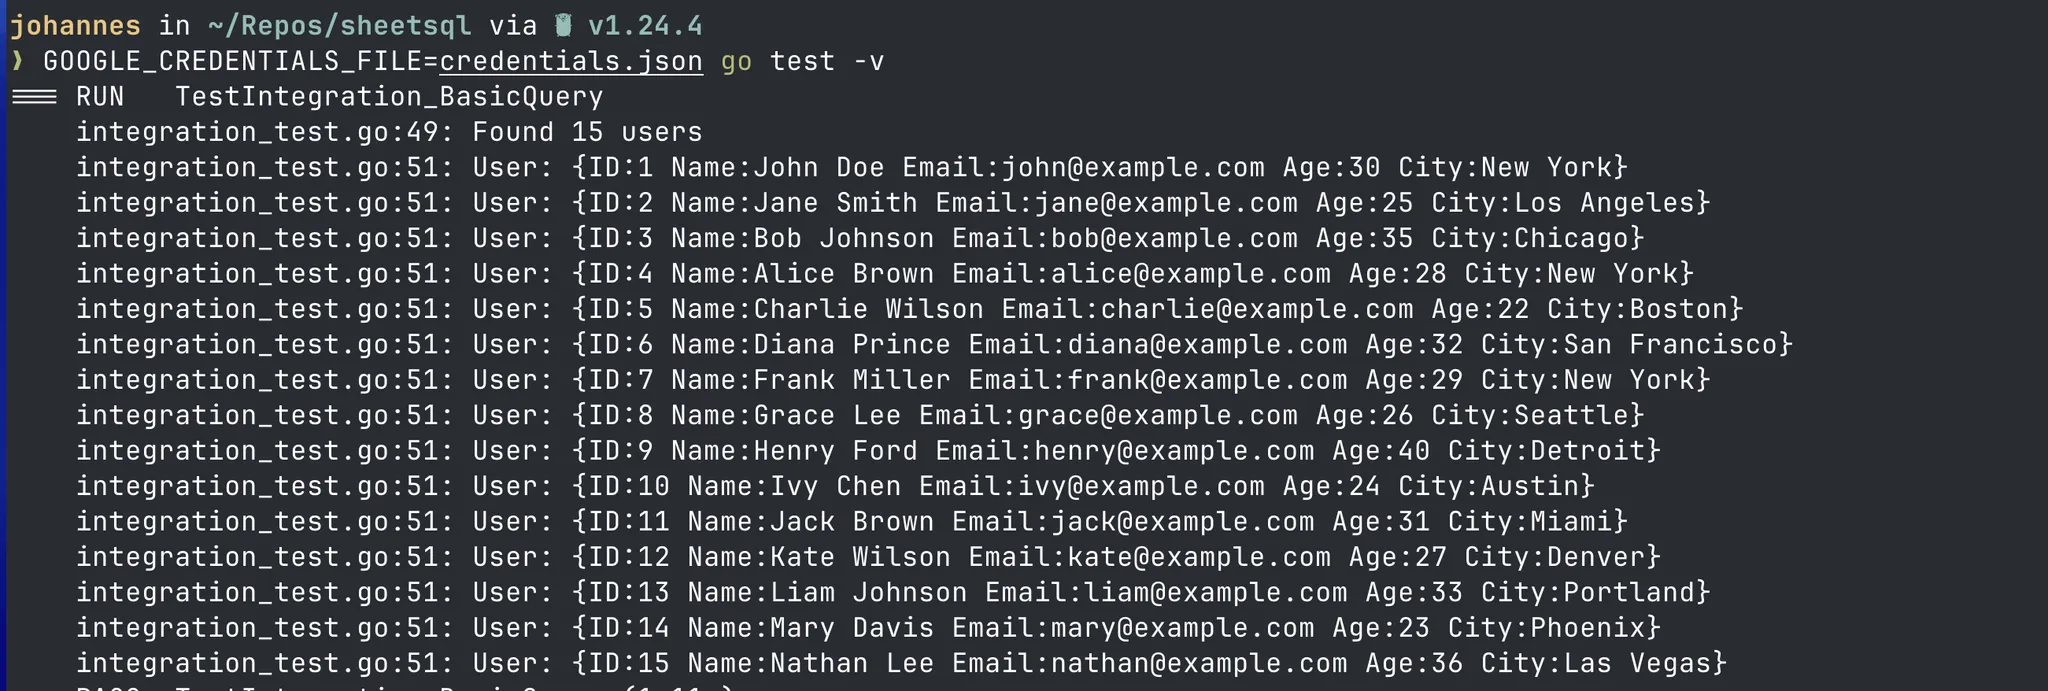 johannes in ~/Repos/sheetsql via v1.24.4
❯ GOOGLE_CREDENTIALS_FILE=credentials.json go test -v
=== RUN   TestIntegration_BasicQuery
    integration_test.go:49: Found 15 users
    integration_test.go:51: User: {ID:1 Name:John Doe Email:john@example.com Age:30 City:New York}
    integration_test.go:51: User: {ID:2 Name:Jane Smith Email:jane@example.com Age:25 City:Los Angeles}
    integration_test.go:51: User: {ID:3 Name:Bob Johnson Email:bob@example.com Age:35 City:Chicago}
    integration_test.go:51: User: {ID:4 Name:Alice Brown Email:alice@example.com Age:28 City:New York}
    integration_test.go:51: User: {ID:5 Name:Charlie Wilson Email:charlie@example.com Age:22 City:Boston}
    integration_test.go:51: User: {ID:6 Name:Diana Prince Email:diana@example.com Age:32 City:San Francisco}
    integration_test.go:51: User: {ID:7 Name:Frank Miller Email:frank@example.com Age:29 City:New York}
    integration_test.go:51: User: {ID:8 Name:Grace Lee Email:grace@example.com Age:26 City:Seattle}
    integration_test.go:51: User: {ID:9 Name:Henry Ford Email:henry@example.com Age:40 City:Detroit}
    integration_test.go:51: User: {ID:10 Name:Ivy Chen Email:ivy@example.com Age:24 City:Austin}
    integration_test.go:51: User: {ID:11 Name:Jack Brown Email:jack@example.com Age:31 City:Miami}
    integration_test.go:51: User: {ID:12 Name:Kate Wilson Email:kate@example.com Age:27 City:Denver}
    integration_test.go:51: User: {ID:13 Name:Liam Johnson Email:liam@example.com Age:33 City:Portland}
    integration_test.go:51: User: {ID:14 Name:Mary Davis Email:mary@example.com Age:23 City:Phoenix}
    integration_test.go:51: User: {ID:15 Name:Nathan Lee Email:nathan@example.com Age:36 City:Las Vegas}